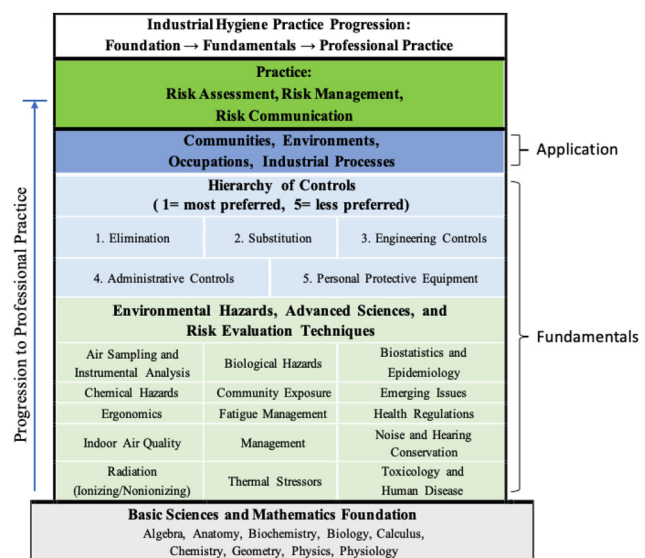 Industrial Hygiene Practice Progression:
Foundation → Fundamentals → Professional Practice
Practice:
Risk Assessment, Risk Management,
Risk Communication
Communities, Environments,
Occupations, Industrial Processes
Application
Hierarchy of Controls
( 1= most preferred, 5= less preferred)
1. Elimination
2. Substitution
3. Engineering Controls
4. Administrative Controls
5. Personal Protective Equipment
Environmental Hazards, Advanced Sciences, and
Risk Evaluation Techniques
Air Sampling and
Instrumental Analysis
Biological Hazards
Biostatistics and
Epidemiology
Chemical Hazards
Community Exposure
Emerging Issues
Ergonomics
Fatigue Management
Health Regulations
Indoor Air Quality
Management
Noise and Hearing
Conservation
Radiation
(Ionizing/Nonionizing)
Thermal Stressors
Toxicology and
Human Disease
Fundamentals
Basic Sciences and Mathematics Foundation
Algebra, Anatomy, Biochemistry, Biology, Calculus,
Chemistry, Geometry, Physics, Physiology
Progression to Professional Practice